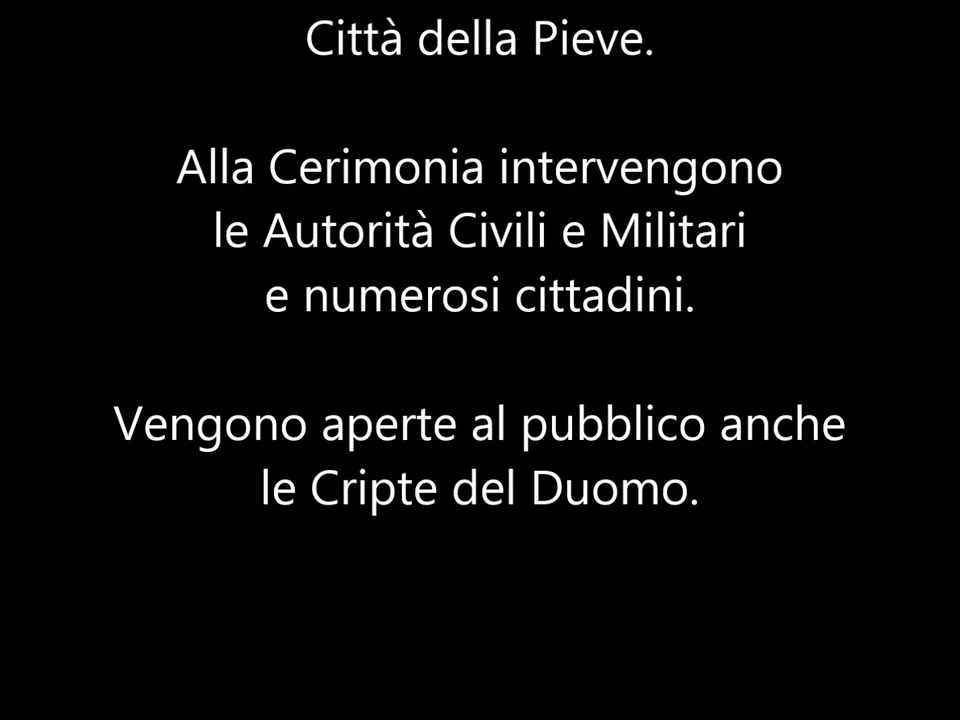 Città della Pieve.
Alla Cerimonia intervengono
le Autorità Civili e Militari
e numerosi cittadini.
Vengono aperte al pubblico anche
le Cripte del Duomo.